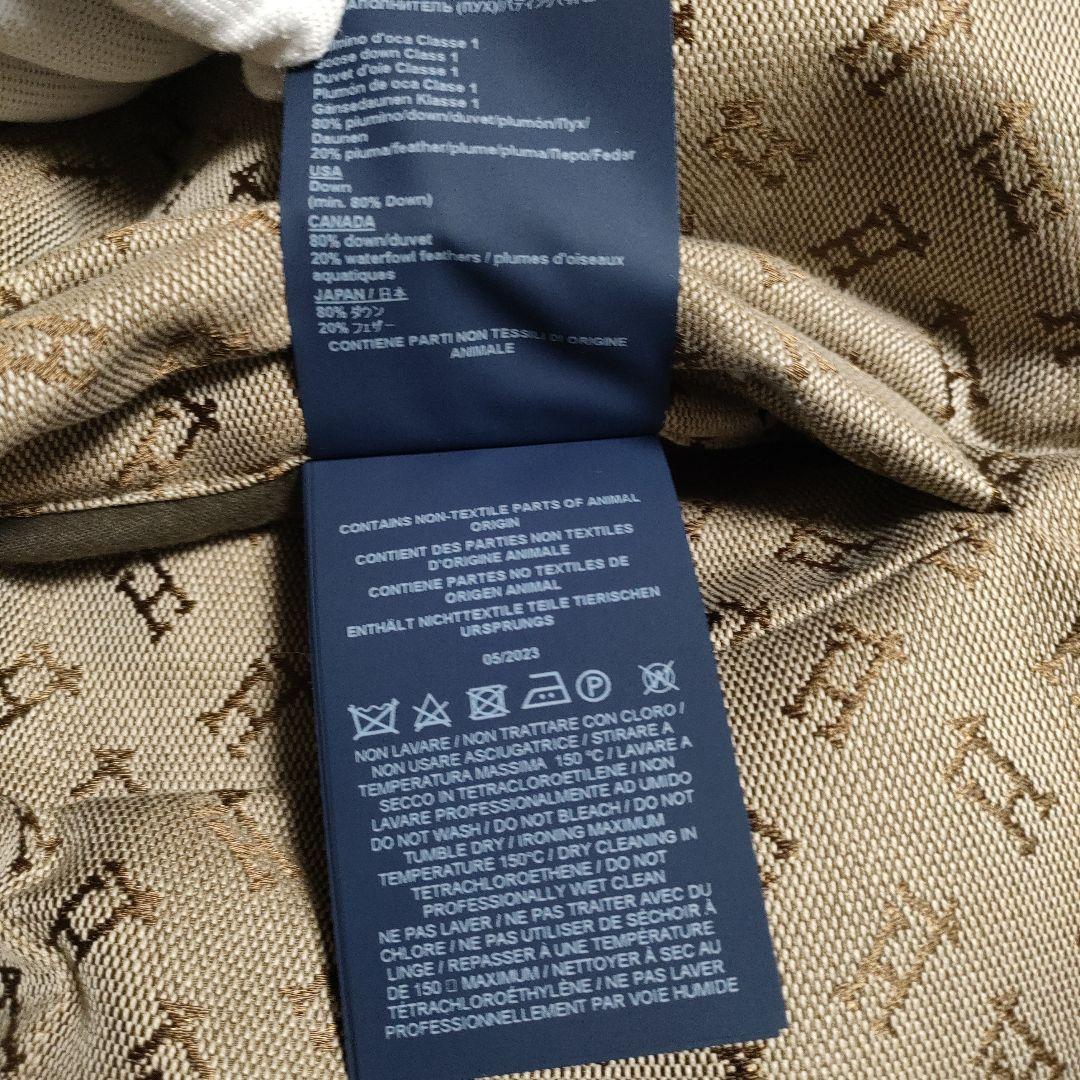 НАПОЛНИТЕЛЬ (ПУХ)/
Piumino d'oca Classe 1
Goose down Class 1
Duvet d'oie Classe 1
Plumón de oca Classe 1
Gänsedaunen Klasse 1
80% piumino/down/duvet/plumón/Пух/
Daunen
20% piuma/feather/plume/pluma/Перо/Feder
USA
Down
(min. 80% Down)
CANADA
80% down/duvet
20% waterfowl feathers / plumes d'oiseaux
aquatiques
JAPAN / 日本
80% ダウン
20% フェザー
CONTIENE PARTI NON TESSILI DI ORIGINE
ANIMALE
CONTAINS NON-TEXTILE PARTS OF ANIMAL
ORIGIN
CONTIENT DES PARTIES NON TEXTILES
D'ORIGINE ANIMALE
CONTIENE PARTES NO TEXTILES DE
ORIGEN ANIMAL
ENTHÄLT NICHTTEXTILE TEILE TIERISCHEN
URSPRUNGS
05/2023
P W
NON LAVARE / NON TRATTARE CON CLORO /
NON USARE ASCIUGATRICE / STIRARE A
TEMPERATURA MASSIMA 150 °C / LAVARE A
SECCO IN TETRACLOROETILENE / NON
LAVARE PROFESSIONALMENTE AD UMIDO
DO NOT WASH / DO NOT BLEACH / DO NOT
TUMBLE DRY / IRONING MAXIMUM
TEMPERATURE 150°C / DRY CLEANING IN
TETRACHLOROETHENE / DO NOT
PROFESSIONALLY WET CLEAN
NE PAS LAVER / NE PAS TRAITER AVEC DU
CHLORE / NE PAS UTILISER DE SÉCHOIR À
LINGE / REPASSER À UNE TEMPÉRATURE
DE 150 □ MAXIMUM / NETTOYER À SEC AU
TÉTRACHLOROÉTHYLÈNE / NE PAS LAVER
PROFESSIONNELLEMENT PAR VOIE HUMIDE